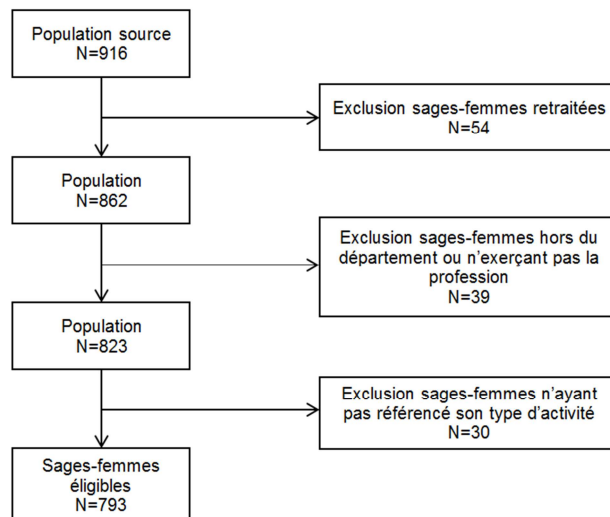 Population source
N=916
Exclusion sages-femmes retraitées
N=54
Population
N=862
Exclusion sages-femmes hors du
département ou n'exerçant pas la
profession
N=39
Population
N=823
Exclusion sages-femmes n'ayant
pas référencé son type d'activité
N=30
Sages-femmes
éligibles
N=793